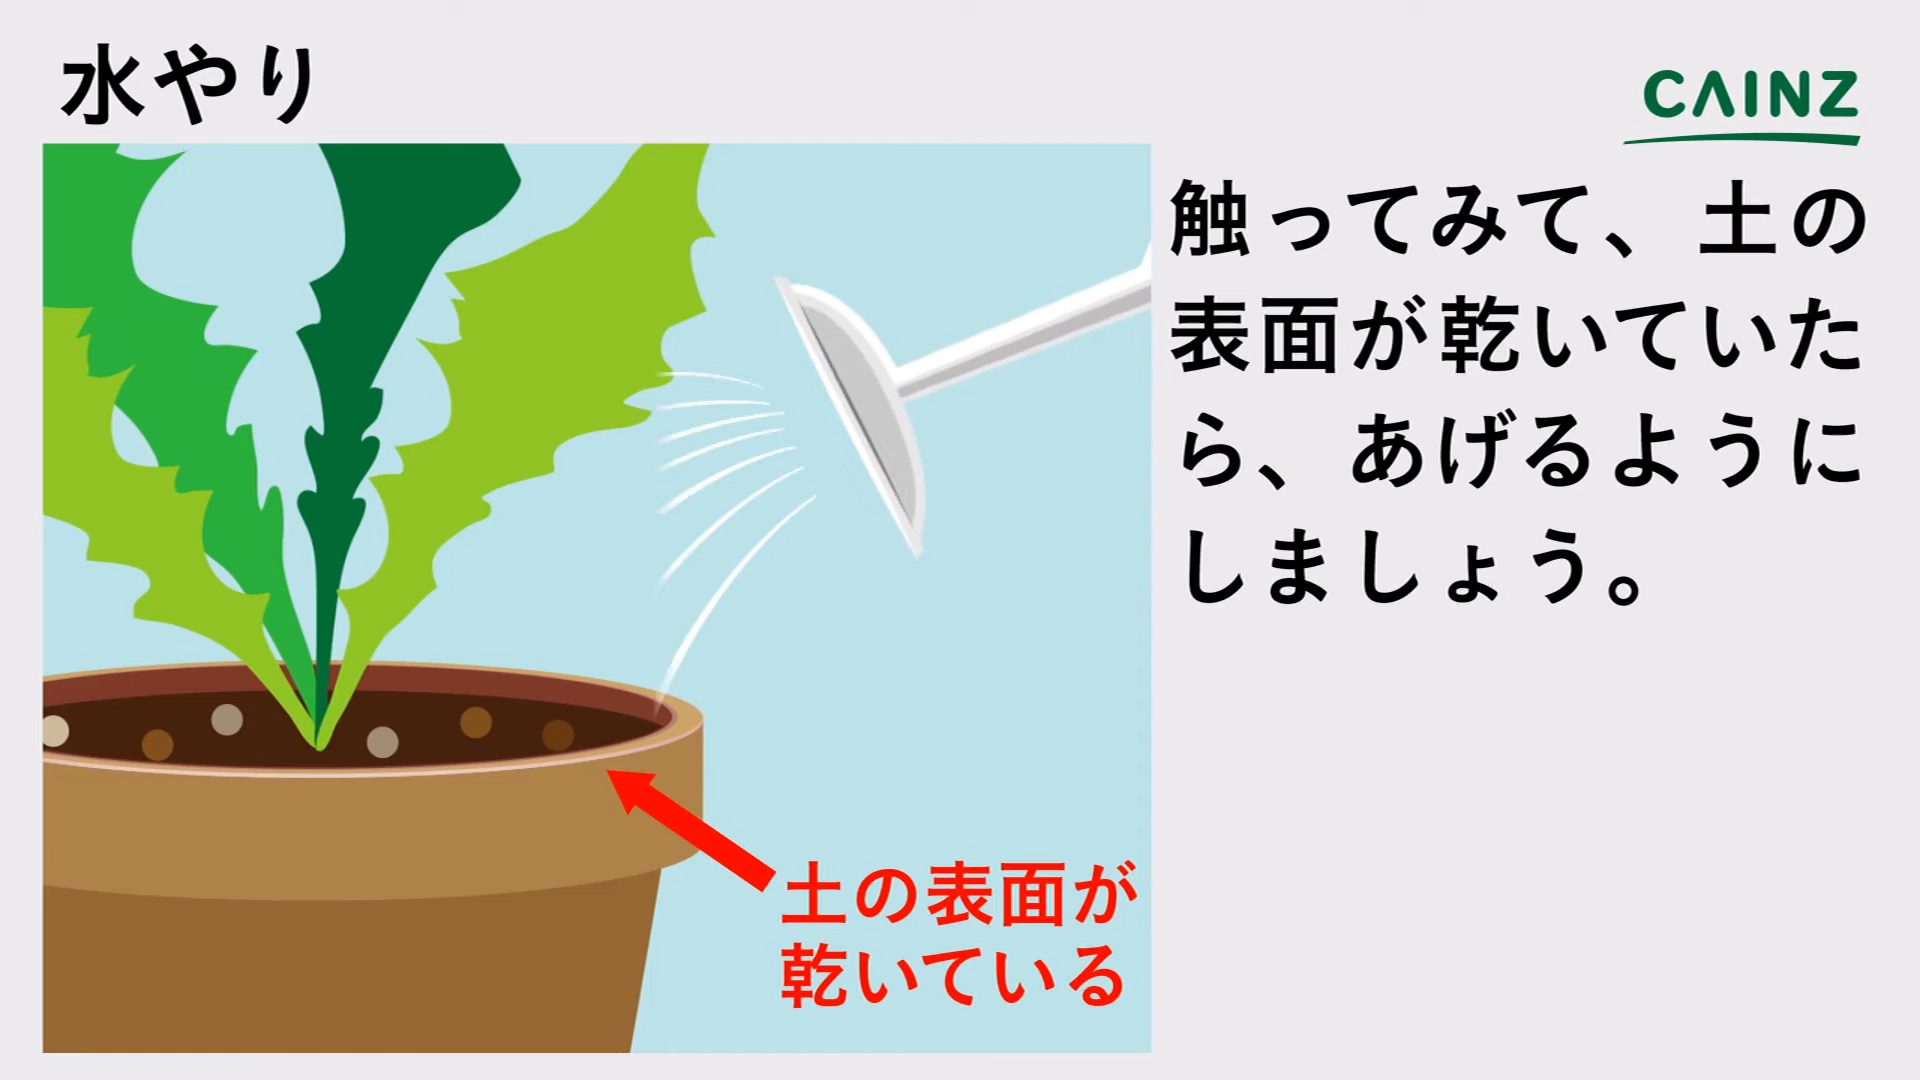 水やり
CAINZ
触ってみて、土の
表面が乾いていた
ら、あげるように
しましょう。
土の表面が
乾いている